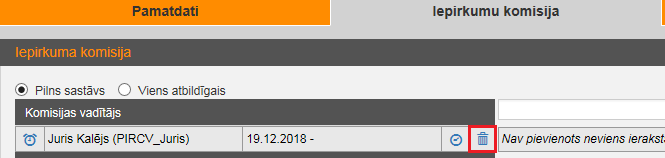 Pamatdati
Iepirkumu komisija
Iepirkuma komisija
Pilns sastāvs
Viens atbildīgais
Komisijas vadītājs
Juris Kalējs (PIRCV_Juris)
19.12.2018 -
Nav pievienots neviens ierakst